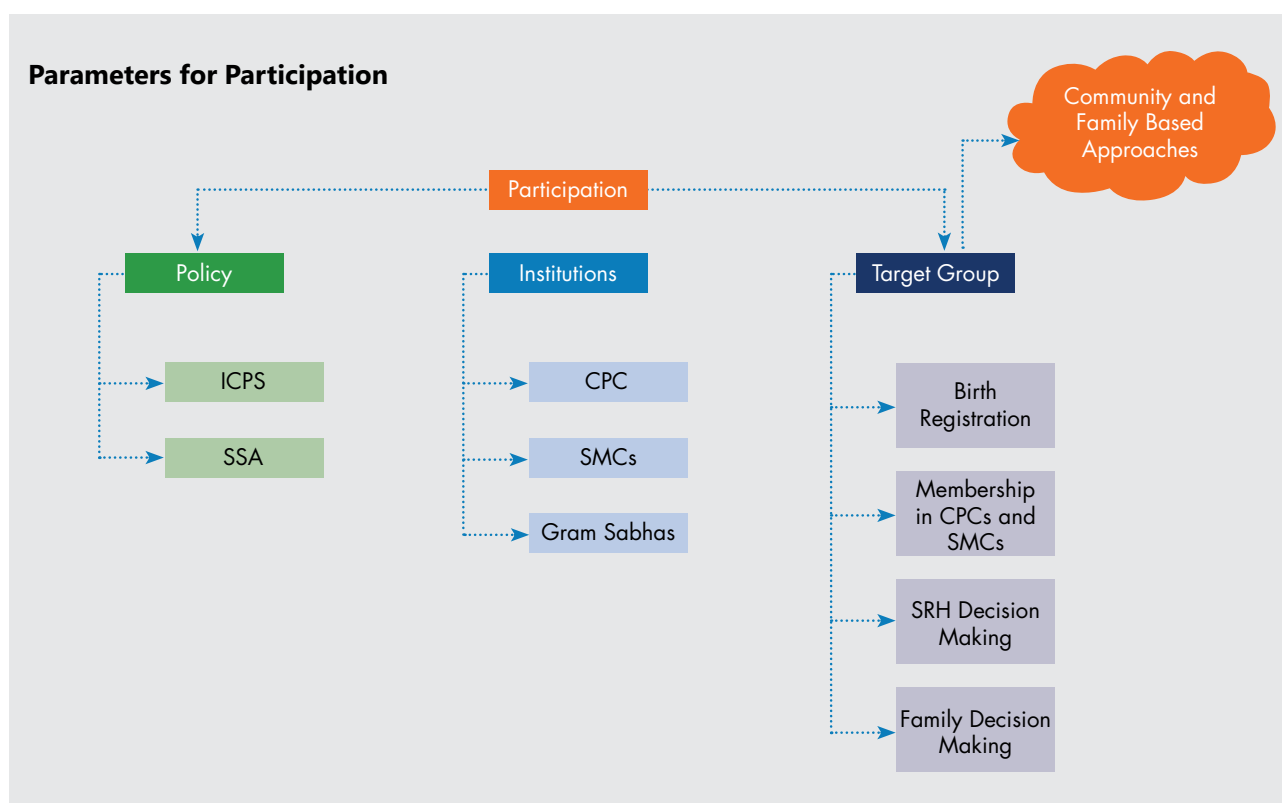 Parameters for Participation
Community and
Family Based
Approaches
Participation
Policy
Institutions
Target Group
ICPS
SSA
CPC
SMCs
Gram Sabhas
Birth
Registration
Membership
in CPCs and
SMCs
SRH Decision
Making
Family Decision
Making